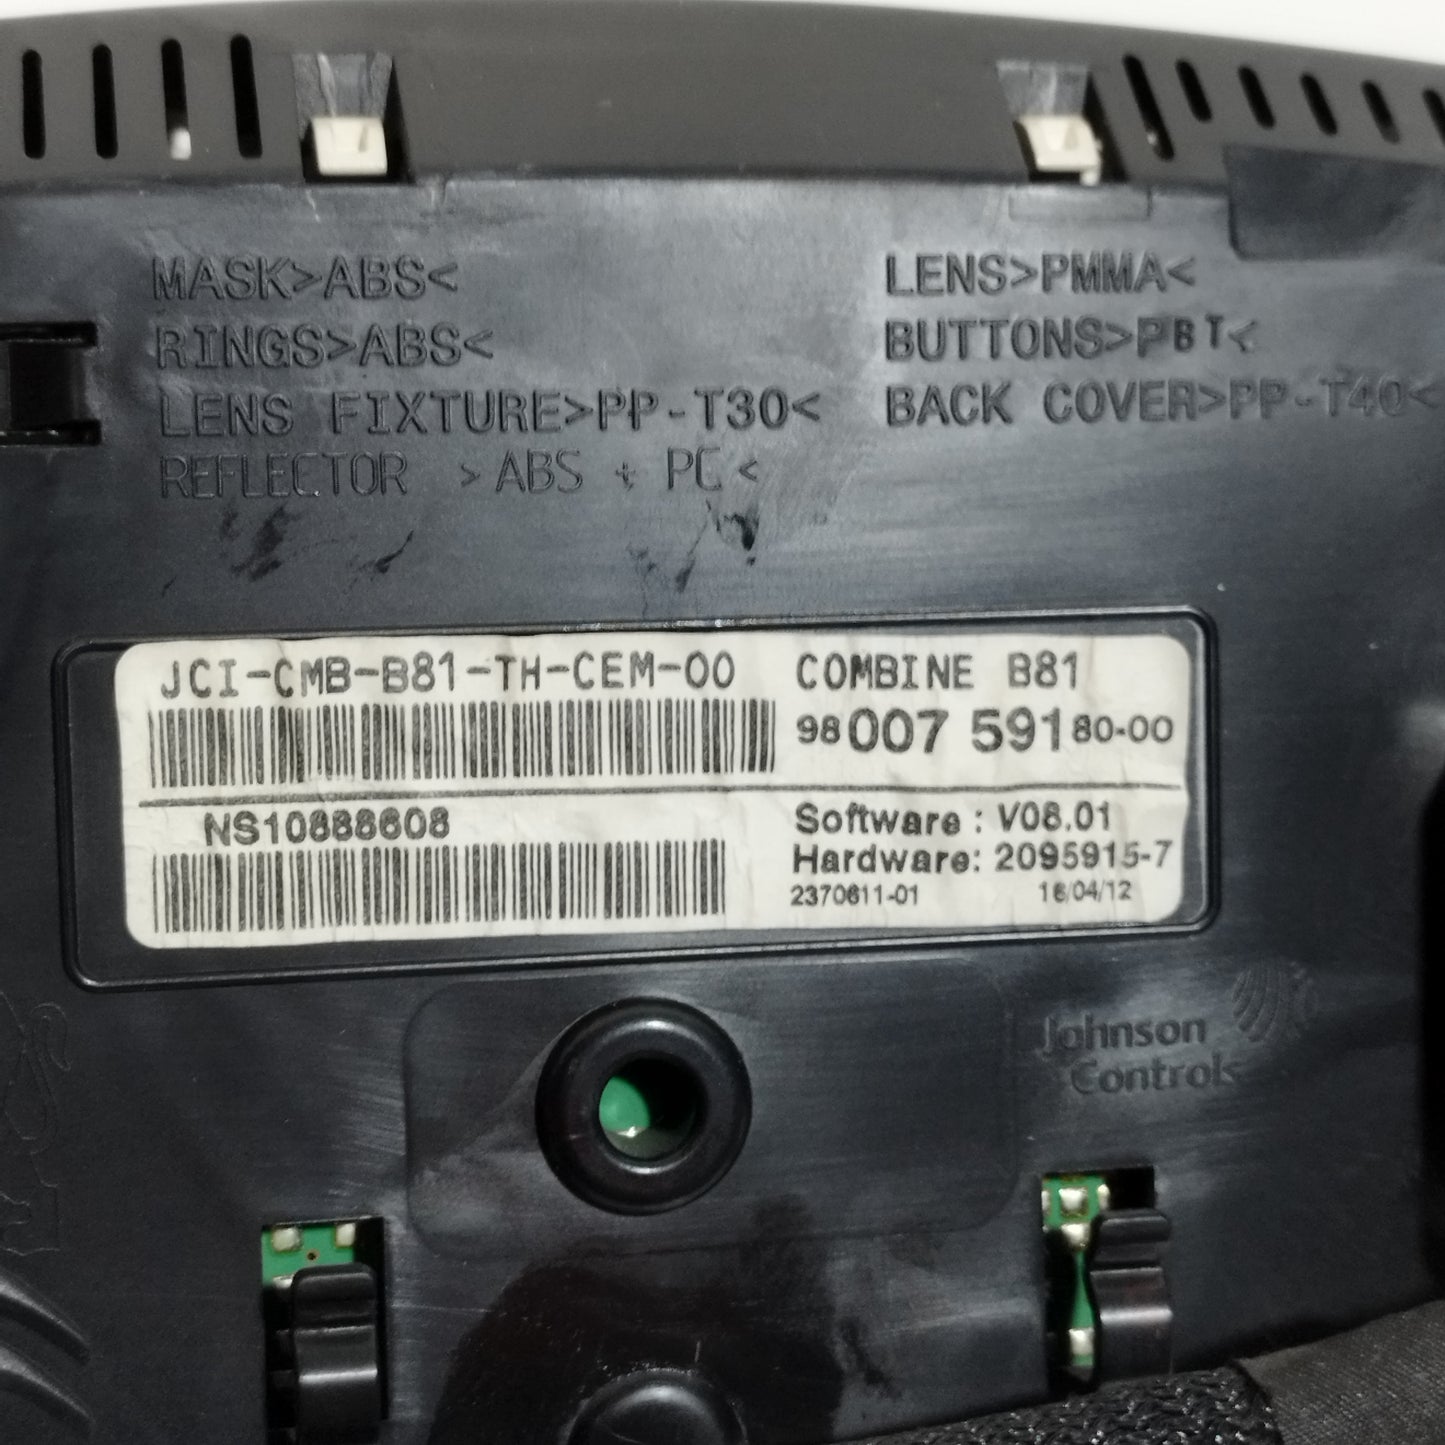 MASK>ABS<
RINGS>ABS<
LENS FIXTURE>PP-T30<
REFLECTOR >ABS + PC<
LENS>PMMA<
BUTTONS>PBT<
BACK COVER>PP-T40<
JCI-CMB-B81-TH-CEM-00
COMBINE B81
98 007 591 80-00
NS10888608
Software : V08.01
Hardware: 2095915-7
2370611-01 16/04/12
Johnson
Controls